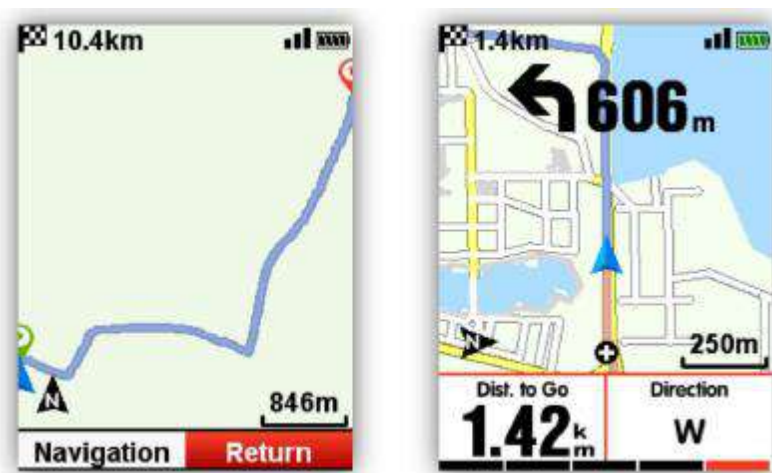 10.4km
N
846m
Navigation Return
1.4km
606m
N
250m
Dist. to Go Direction
1.42km W